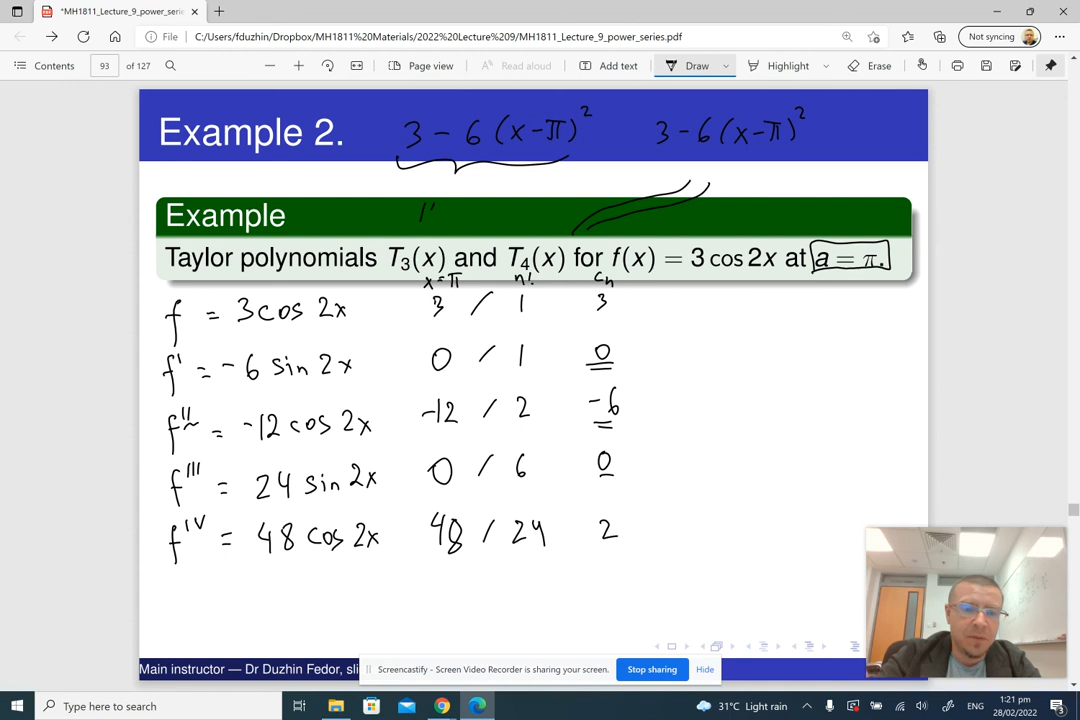 *MH1811_Lecture_9_power_seri
File C:/Users/fduzhin/Dropbox/MH1811%20Materials/2022%20Lecture%209/MH1811_Lecture_9_power_series.pdf Not syncing
Contents 93 of 127 Page view Read aloud Add text Draw Highlight Erase
Example 2. 3 - 6 (x-π)² 3 - 6 (x-π)²
Example
Taylor polynomials T₃(x) and T₄(x) for f(x) = 3 cos 2x at a = π.
x=π n! cn
f = 3cos 2x 3 / 1 3
f' = -6 sin 2x 0 / 1 0
f'' = -12 cos 2x -12 / 2 -6
f''' = 24 sin 2x 0 / 6 0
f^IV = 48 cos 2x 48 / 24 2
Main instructor — Dr Duzhin Fedor, sli
Screencastify - Screen Video Recorder is sharing your screen. Stop sharing Hide
Type here to search 31°C Light rain ENG 1:21 pm
28/02/2022 3